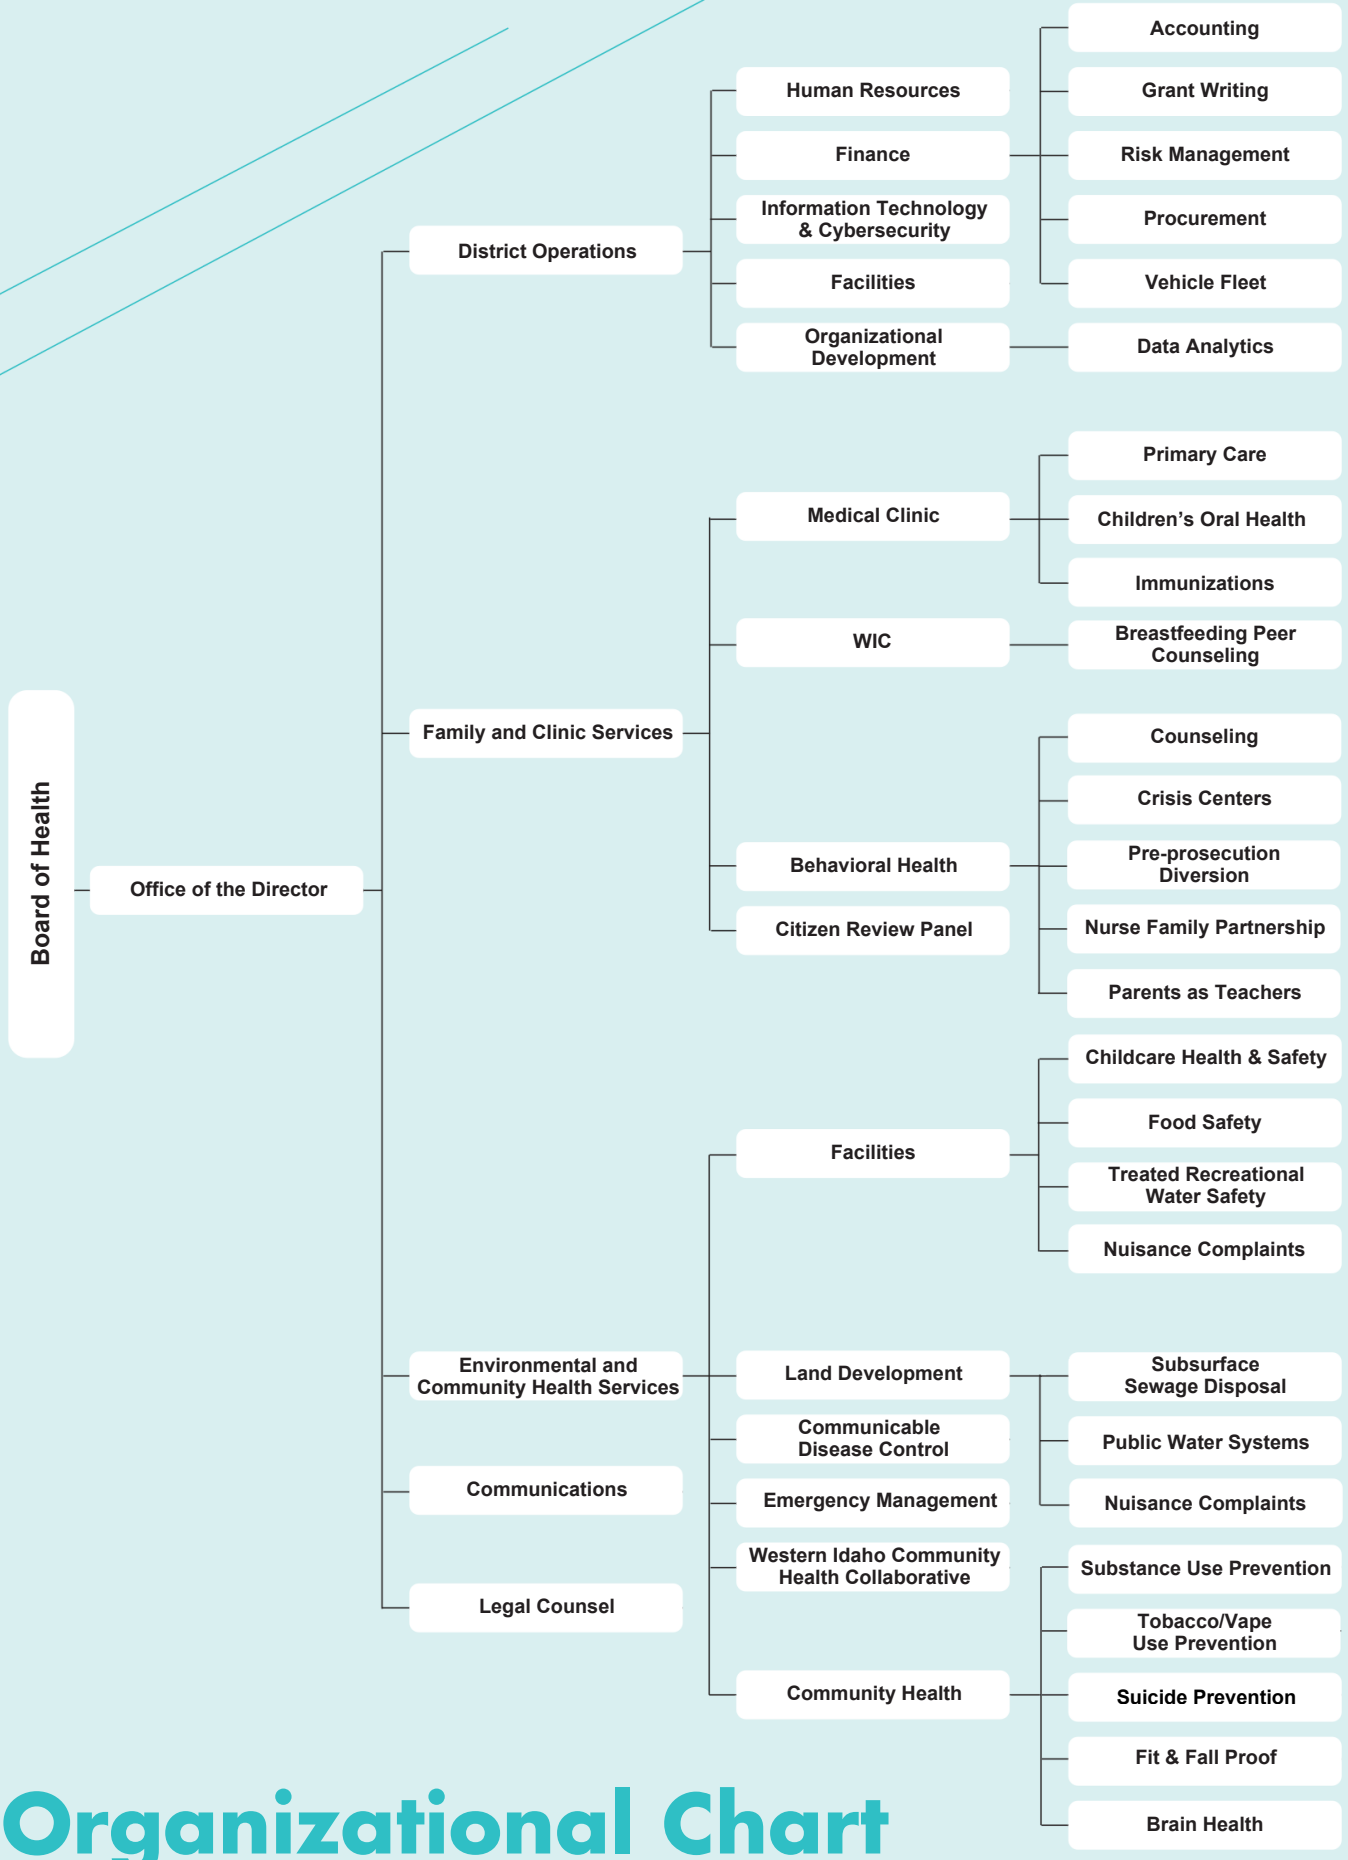 Board of Health
Office of the Director
District Operations
Human Resources
Finance
Accounting
Grant Writing
Risk Management
Procurement
Vehicle Fleet
Information Technology
& Cybersecurity
Facilities
Organizational
Development
Data Analytics
Family and Clinic Services
Medical Clinic
Primary Care
Children’s Oral Health
Immunizations
WIC
Breastfeeding Peer
Counseling
Behavioral Health
Counseling
Crisis Centers
Pre-prosecution
Diversion
Nurse Family Partnership
Parents as Teachers
Citizen Review Panel
Environmental and
Community Health Services
Facilities
Childcare Health & Safety
Food Safety
Treated Recreational
Water Safety
Nuisance Complaints
Land Development
Subsurface
Sewage Disposal
Public Water Systems
Nuisance Complaints
Communicable
Disease Control
Emergency Management
Western Idaho Community
Health Collaborative
Community Health
Substance Use Prevention
Tobacco/Vape
Use Prevention
Suicide Prevention
Fit & Fall Proof
Brain Health
Communications
Legal Counsel
Organizational Chart